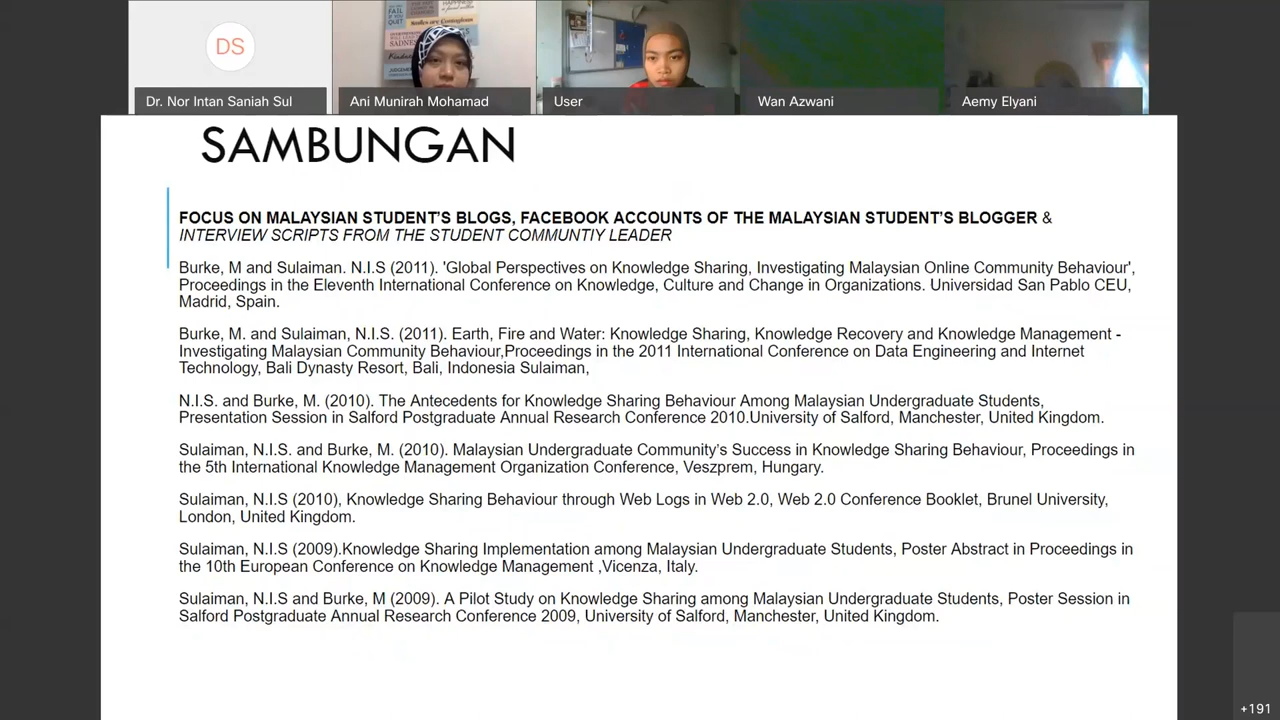 FAIL
IF YOU
QUIT
Smiles are Contagious
SADNESS
DS
Dr. Nor Intan Saniah Sul
Ani Munirah Mohamad
User
Wan Azwani
Aemy Elyani
SAMBUNGAN
FOCUS ON MALAYSIAN STUDENT'S BLOGS, FACEBOOK ACCOUNTS OF THE MALAYSIAN STUDENT'S BLOGGER &
INTERVIEW SCRIPTS FROM THE STUDENT COMMUNTIY LEADER
Burke, M and Sulaiman. N.I.S (2011). 'Global Perspectives on Knowledge Sharing, Investigating Malaysian Online Community Behaviour',
Proceedings in the Eleventh International Conference on Knowledge, Culture and Change in Organizations. Universidad San Pablo CEU,
Madrid, Spain.
Burke, M. and Sulaiman, N.I.S. (2011). Earth, Fire and Water: Knowledge Sharing, Knowledge Recovery and Knowledge Management -
Investigating Malaysian Community Behaviour,Proceedings in the 2011 International Conference on Data Engineering and Internet
Technology, Bali Dynasty Resort, Bali, Indonesia Sulaiman,
N.I.S. and Burke, M. (2010). The Antecedents for Knowledge Sharing Behaviour Among Malaysian Undergraduate Students,
Presentation Session in Salford Postgraduate Annual Research Conference 2010.University of Salford, Manchester, United Kingdom.
Sulaiman, N.I.S. and Burke, M. (2010). Malaysian Undergraduate Community's Success in Knowledge Sharing Behaviour, Proceedings in
the 5th International Knowledge Management Organization Conference, Veszprem, Hungary.
Sulaiman, N.I.S (2010), Knowledge Sharing Behaviour through Web Logs in Web 2.0, Web 2.0 Conference Booklet, Brunel University,
London, United Kingdom.
Sulaiman, N.I.S (2009).Knowledge Sharing Implementation among Malaysian Undergraduate Students, Poster Abstract in Proceedings in
the 10th European Conference on Knowledge Management ,Vicenza, Italy.
Sulaiman, N.I.S and Burke, M (2009). A Pilot Study on Knowledge Sharing among Malaysian Undergraduate Students, Poster Session in
Salford Postgraduate Annual Research Conference 2009, University of Salford, Manchester, United Kingdom.
+191